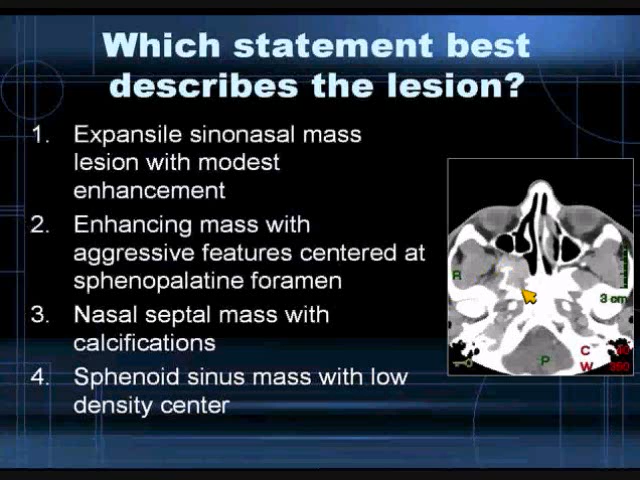 Which statement best
describes the lesion?
1. Expansile sinonasal mass
lesion with modest
enhancement
2. Enhancing mass with
aggressive features centered at
sphenopalatine foramen
3. Nasal septal mass with
calcifications
4. Sphenoid sinus mass with low
density center
R
3 cm
P
C
W 350